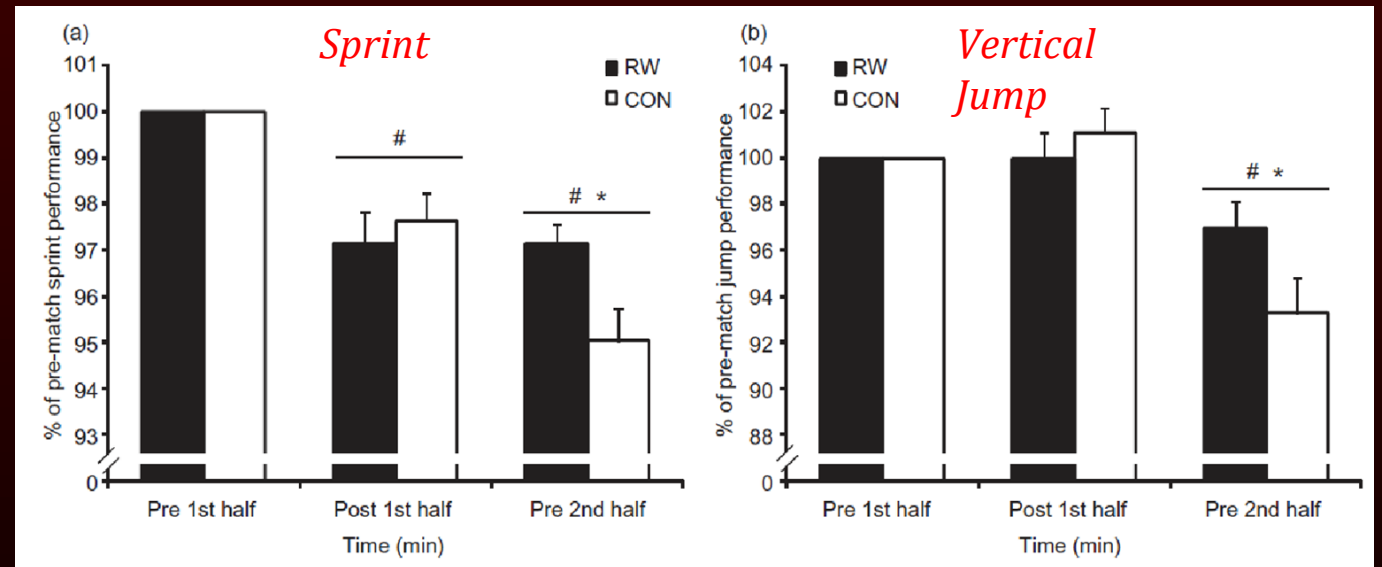 (a)
Sprint
RW
CON
% of pre-match sprint performance
101
100
99
98
97
96
95
94
93
0
#
# *
Pre 1st half
Post 1st half
Pre 2nd half
Time (min)
(b)
Vertical
Jump
RW
CON
% of pre-match jump performance
104
102
100
98
96
94
92
90
88
0
# *
Pre 1st half
Post 1st half
Pre 2nd half
Time (min)